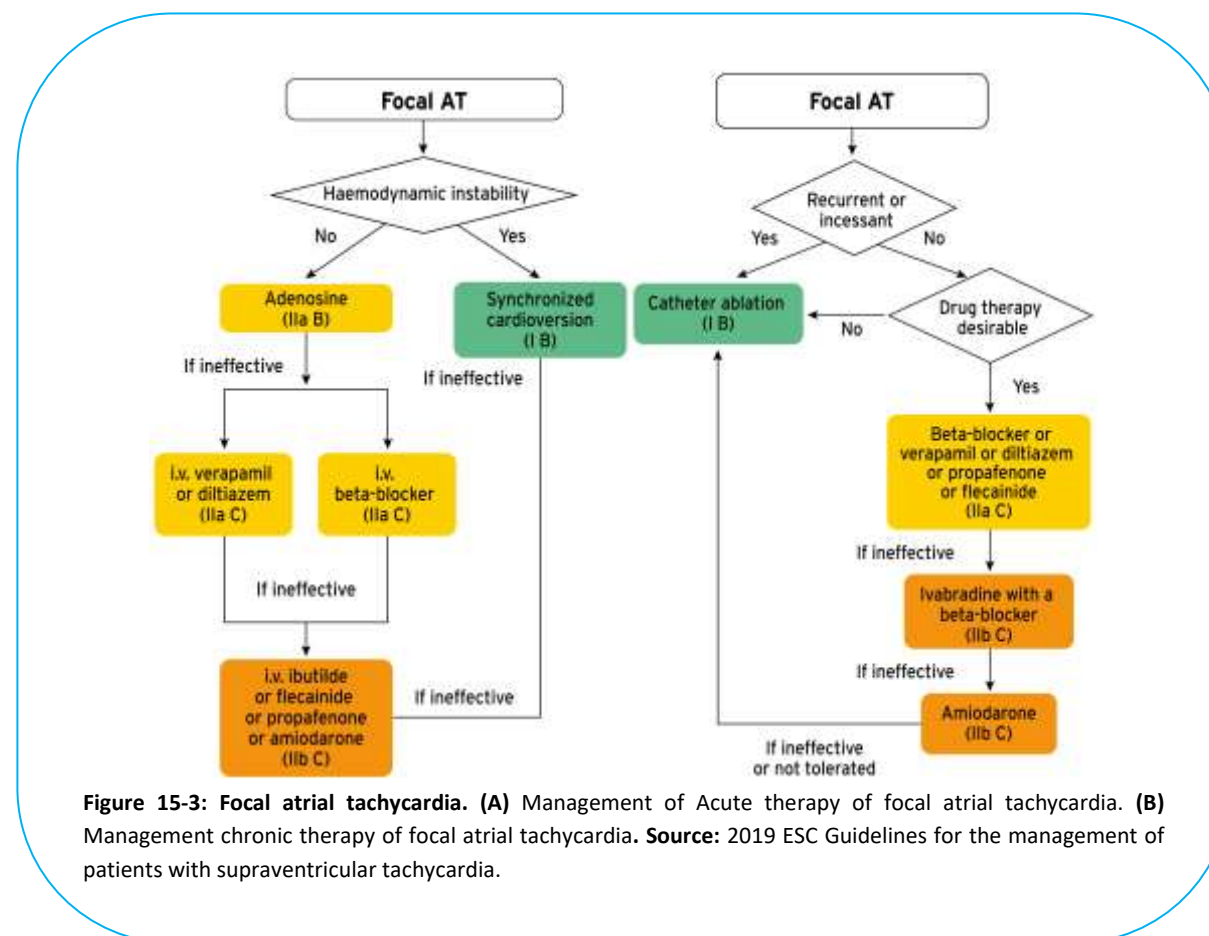 Focal AT
Haemodynamic instability
No
Yes
Adenosine
(IIa B)
Synchronized
cardioversion
(I B)
If ineffective
If ineffective
i.v. verapamil
or diltiazem
(IIa C)
i.v.
beta-blocker
(IIa C)
If ineffective
i.v. ibutilde
or flecainide
or propafenone
or amiodarone
(IIb C)
If ineffective
Focal AT
Recurrent or
incessant
Yes
No
Catheter ablation
(I B)
Drug therapy
desirable
No
Yes
Beta-blocker or
verapamil or diltiazem
or propafenone
or flecainide
(IIa C)
If ineffective
Ivabradine with a
beta-blocker
(IIb C)
If ineffective
Amiodarone
(IIb C)
If ineffective
or not tolerated
Figure 15-3: Focal atrial tachycardia. (A) Management of Acute therapy of focal atrial tachycardia. (B)
Management chronic therapy of focal atrial tachycardia. Source: 2019 ESC Guidelines for the management of
patients with supraventricular tachycardia.